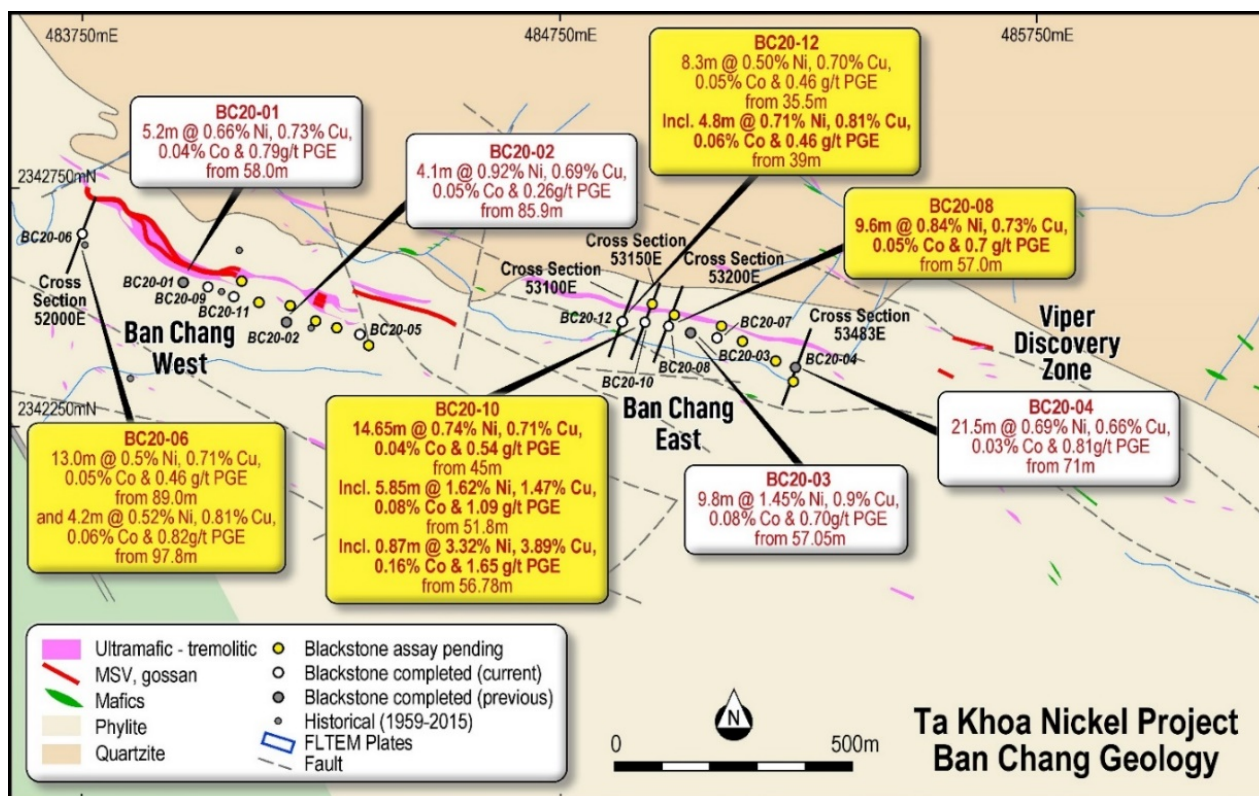 483750mE
484750mE
485750mE
2342750mN
2342250mN
BC20-01
5.2m @ 0.66% Ni, 0.73% Cu,
0.04% Co & 0.79g/t PGE
from 58.0m
BC20-02
4.1m @ 0.92% Ni, 0.69% Cu,
0.05% Co & 0.26g/t PGE
from 85.9m
BC20-12
8.3m @ 0.50% Ni, 0.70% Cu,
0.05% Co & 0.46 g/t PGE
from 35.5m
Incl. 4.8m @ 0.71% Ni, 0.81% Cu,
0.06% Co & 0.46 g/t PGE
from 39m
BC20-08
9.6m @ 0.84% Ni, 0.73% Cu,
0.05% Co & 0.7 g/t PGE
from 57.0m
BC20-06
Cross
Section
52000E
BC20-01
BC20-09
BC20-11
BC20-02
BC20-05
Ban Chang
West
Cross Section
53100E
Cross Section
53150E
Cross Section
53200E
Cross Section
53483E
BC20-12
BC20-10
BC20-08
BC20-07
BC20-03
BC20-04
Ban Chang
East
Viper
Discovery
Zone
BC20-06
13.0m @ 0.5% Ni, 0.71% Cu,
0.05% Co & 0.46 g/t PGE
from 89.0m
and 4.2m @ 0.52% Ni, 0.81% Cu,
0.06% Co & 0.82g/t PGE
from 97.8m
BC20-10
14.65m @ 0.74% Ni, 0.71% Cu,
0.04% Co & 0.54 g/t PGE
from 45m
Incl. 5.85m @ 1.62% Ni, 1.47% Cu,
0.08% Co & 1.09 g/t PGE
from 51.8m
Incl. 0.87m @ 3.32% Ni, 3.89% Cu,
0.16% Co & 1.65 g/t PGE
from 56.78m
BC20-03
9.8m @ 1.45% Ni, 0.9% Cu,
0.08% Co & 0.70g/t PGE
from 57.05m
BC20-04
21.5m @ 0.69% Ni, 0.66% Cu,
0.03% Co & 0.81g/t PGE
from 71m
Ultramafic - tremolitic
MSV, gossan
Mafics
Phylite
Quartzite
Blackstone assay pending
Blackstone completed (current)
Blackstone completed (previous)
Historical (1959-2015)
FLTEM Plates
Fault
N
0
500m
Ta Khoa Nickel Project
Ban Chang Geology